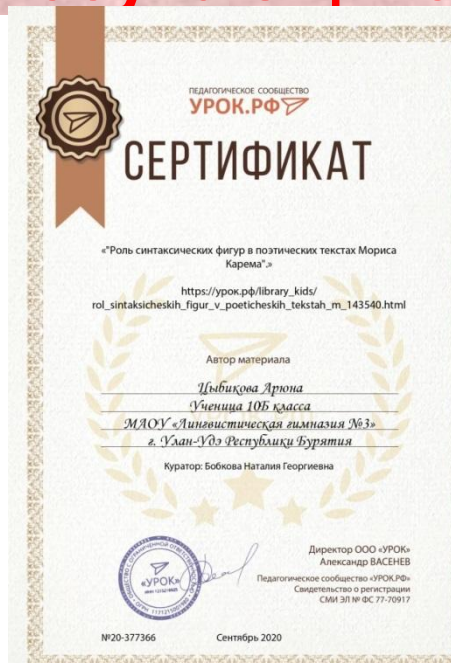 ПЕДАГОГИЧЕСКОЕ СООБЩЕСТВО
УРОК.РФ
СЕРТИФИКАТ
«"Роль синтаксических фигур в поэтических текстах Мориса
Карема".»
https://урок.рф/library_kids/
rol_sintaksicheskih_figur_v_poeticheskih_tekstah_m_143540.html
Автор материала
Цыбикова Арюна
Ученица 10Б класса
МАОУ «Лингвистическая гимназия №3»
г. Улан-Удэ Республики Бурятия
Куратор: Бобкова Наталия Георгиевна
Директор ООО «УРОК»
Александр ВАСЕНЕВ
Педагогическое сообщество «УРОК.РФ»
Свидетельство о регистрации
СМИ ЭЛ № ФС 77-70917
«УРОК»
№20-377366
Сентябрь 2020